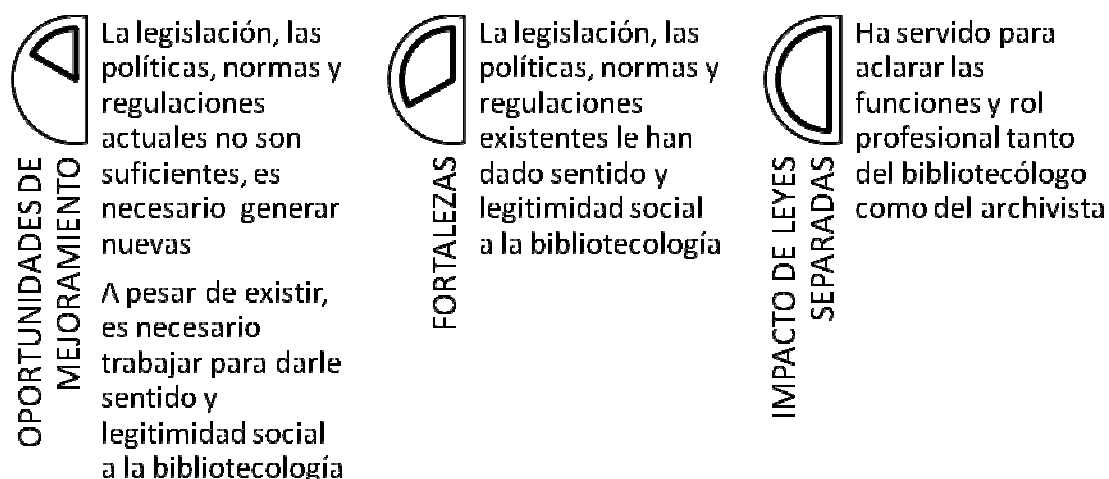 OPORTUNIDADES DE
MEJORAMIENTO
La legislación, las
políticas, normas y
regulaciones
actuales no son
suficientes, es
necesario generar
nuevas
A pesar de existir,
es necesario
trabajar para darle
sentido y
legitimidad social
a la bibliotecología
FORTALEZAS
La legislación, las
políticas, normas y
regulaciones
existentes le han
dado sentido y
legitimidad social
a la bibliotecología
IMPACTO DE LEYES
SEPARADAS
Ha servido para
aclarar las
funciones y rol
profesional tanto
del bibliotecólogo
como del archivista